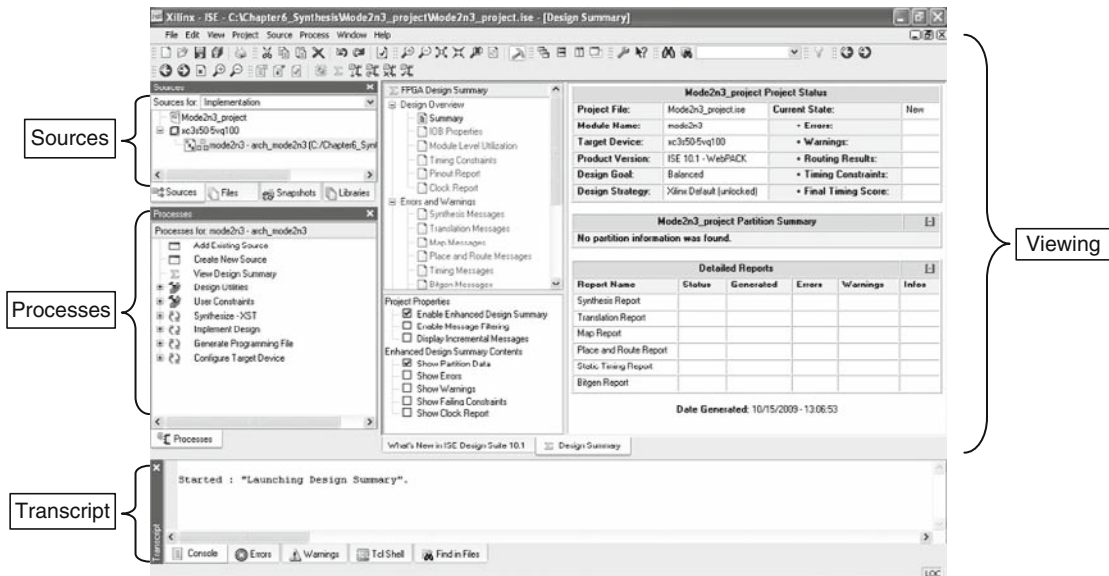 Xilinx - ISE - C:\Chapter6_Synthesis\Mode2n3_project\Mode2n3_project.ise - [Design Summary]
File Edit View Project Source Process Window Help
Sources
Sources for: Implementation
Mode2n3_project
xc3s50-5vq100
mode2n3 - arch_mode2n3 (C:/Chapter6_Synt
Sources Files Snapshots Libraries
Sources
Processes
Processes for: mode2n3 - arch_mode2n3
Add Existing Source
Create New Source
View Design Summary
Design Utilities
User Constraints
Synthesize - XST
Implement Design
Generate Programming File
Configure Target Device
Processes
Processes
FPGA Design Summary
Design Overview
Summary
IOB Properties
Module Level Utilization
Timing Constraints
Pinout Report
Clock Report
Errors and Warnings
Synthesis Messages
Translation Messages
Map Messages
Place and Route Messages
Timing Messages
Bitgen Messages
Project Properties
Enable Enhanced Design Summary
Enable Message Filtering
Display Incremental Messages
Enhanced Design Summary Contents
Show Partition Data
Show Errors
Show Warnings
Show Failing Constraints
Show Clock Report
What's New in ISE Design Suite 10.1 Design Summary
Mode2n3_project Project Status
Project File: Mode2n3_project.ise Current State: New
Module Name: mode2n3 • Errors:
Target Device: xc3s50-5vq100 • Warnings:
Product Version: ISE 10.1 - WebPACK • Routing Results:
Design Goal: Balanced • Timing Constraints:
Design Strategy: Xilinx Default (unlocked) • Final Timing Score:
Mode2n3_project Partition Summary [-]
No partition information was found.
Detailed Reports [-]
Report Name Status Generated Errors Warnings Infos
Synthesis Report
Translation Report
Map Report
Place and Route Report
Static Timing Report
Bitgen Report
Date Generated: 10/15/2009 - 13:06:53
Viewing
Transcript
Transcript
Started : "Launching Design Summary".
Console Errors Warnings Tcl Shell Find in Files
LOC